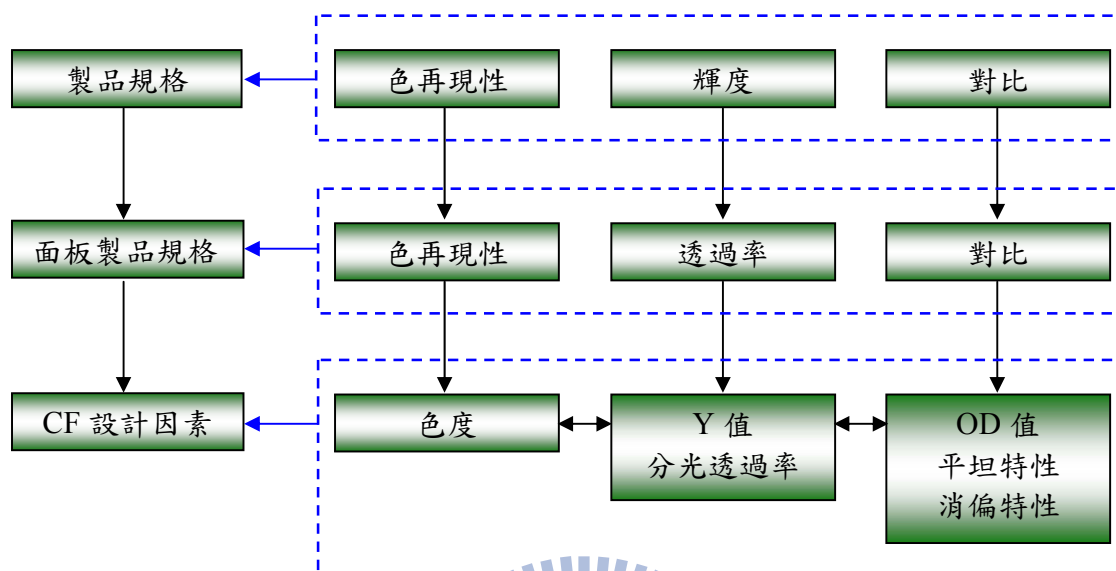 製品規格
色再現性
輝度
對比
面板製品規格
色再現性
透過率
對比
CF 設計因素
色度
Y 值
分光透過率
OD 值
平坦特性
消偏特性